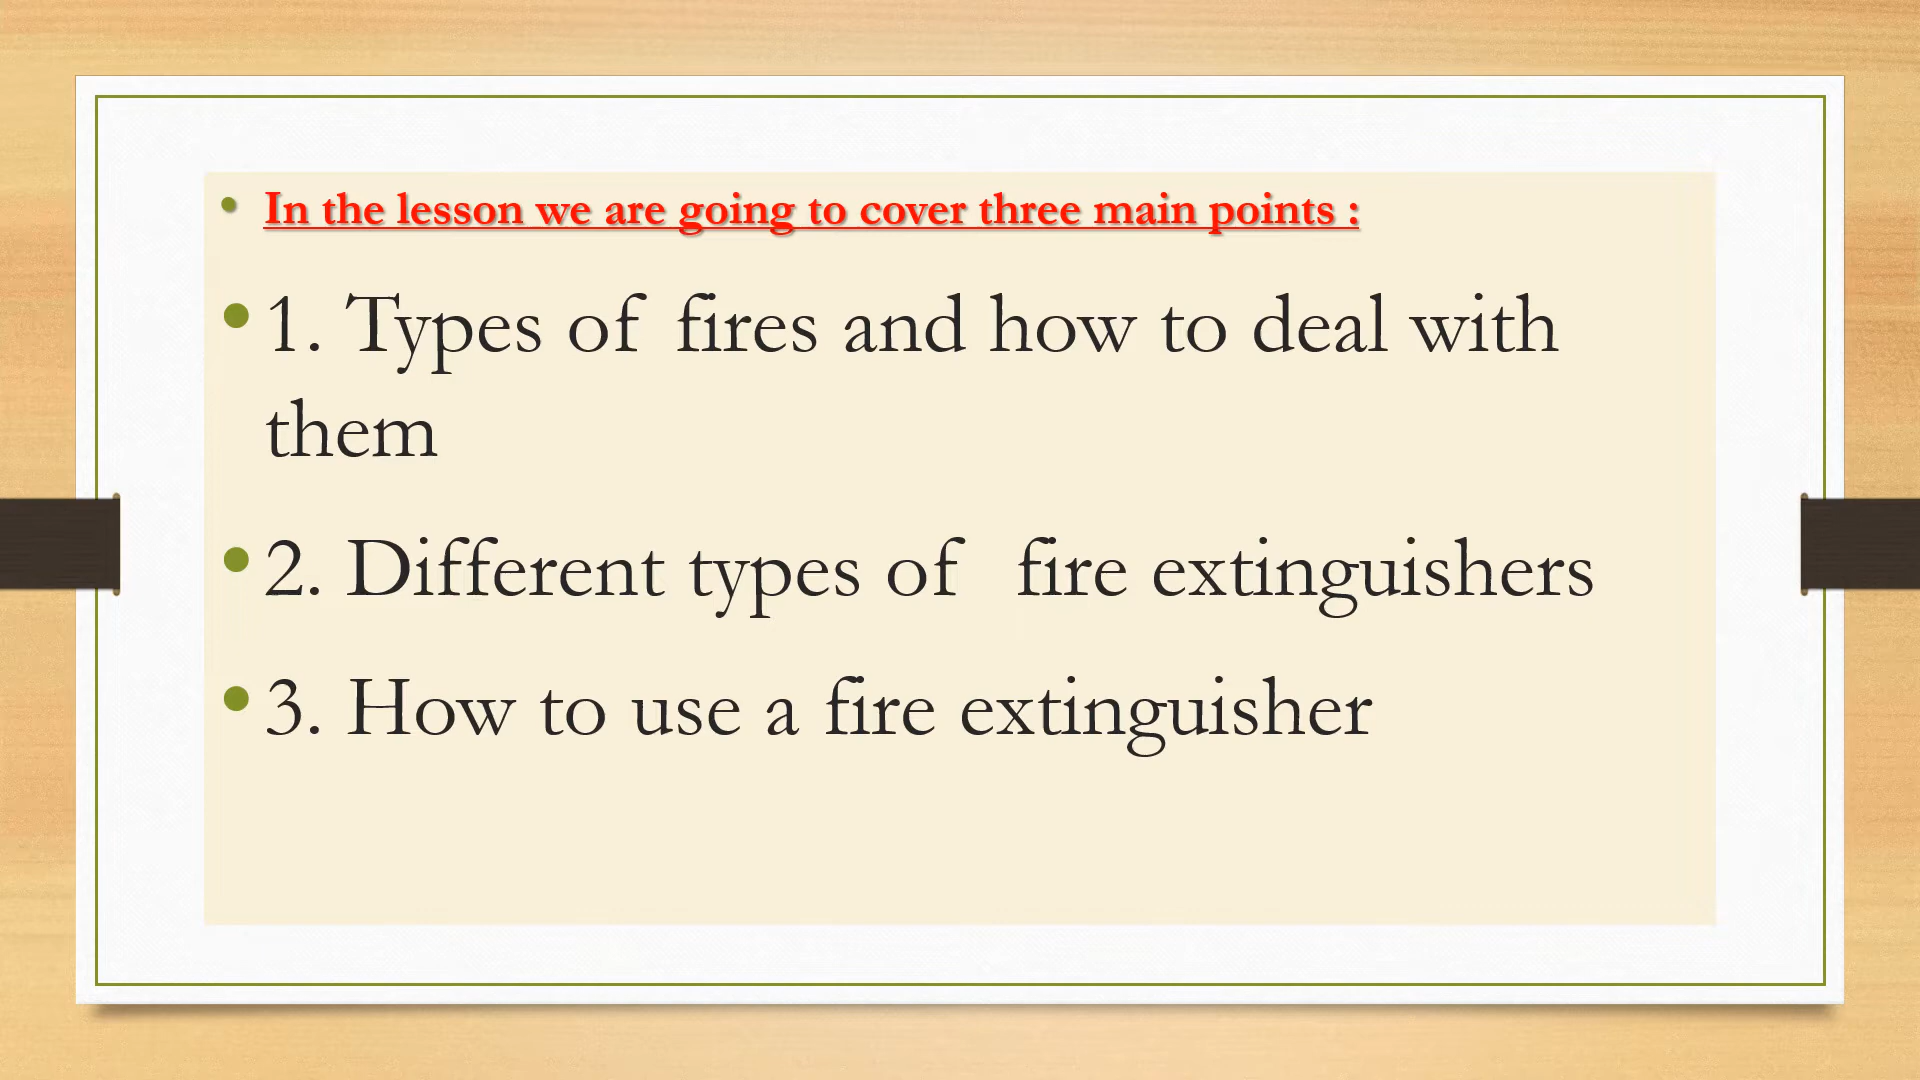 • In the lesson we are going to cover three main points :
• 1. Types of fires and how to deal with
them
• 2. Different types of fire extinguishers
• 3. How to use a fire extinguisher